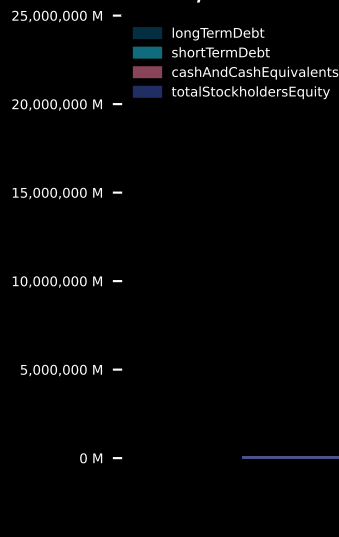 25,000,000 M
longTermDebt
shortTermDebt
cashAndCashEquivalents
totalStockholdersEquity
20,000,000 M
15,000,000 M
10,000,000 M
5,000,000 M
0 M